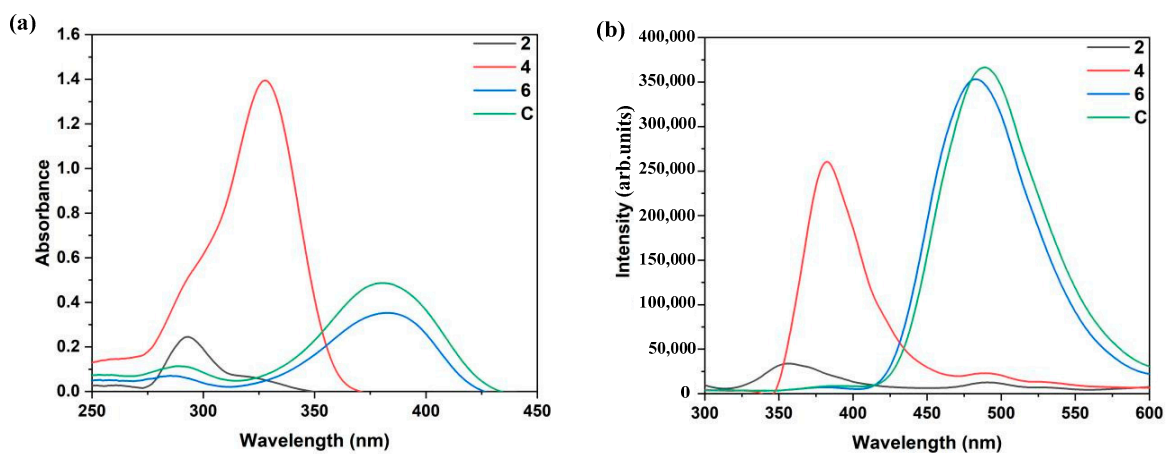 (a)
1.6
1.4
1.2
1.0
0.8
0.6
0.4
0.2
0.0
Absorbance
250 300 350 400 450
Wavelength (nm)
2
4
6
C
(b)
400,000
350,000
300,000
250,000
200,000
150,000
100,000
50,000
0
Intensity (arb.units)
300 350 400 450 500 550 600
Wavelength (nm)
2
4
6
C